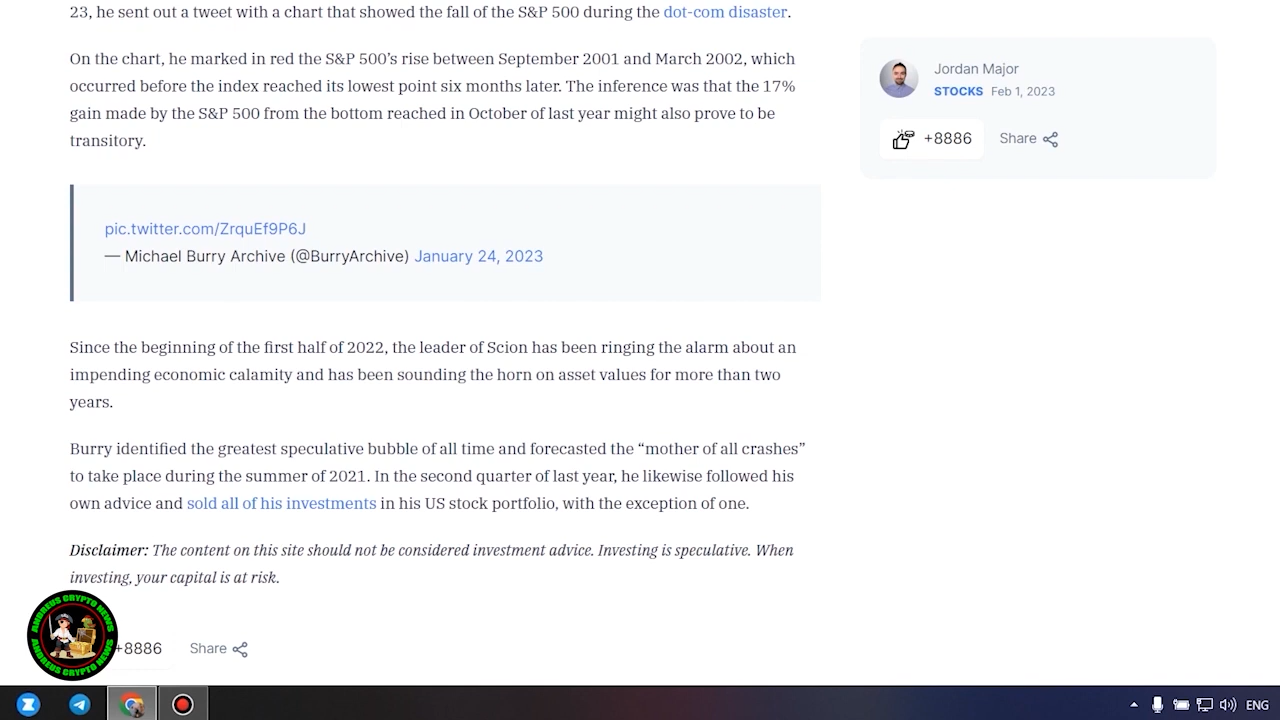 23, he sent out a tweet with a chart that showed the fall of the S&P 500 during the dot-com disaster.
On the chart, he marked in red the S&P 500’s rise between September 2001 and March 2002, which
occurred before the index reached its lowest point six months later. The inference was that the 17%
gain made by the S&P 500 from the bottom reached in October of last year might also prove to be
transitory.
pic.twitter.com/ZrquEf9P6J
— Michael Burry Archive (@BurryArchive) January 24, 2023
Since the beginning of the first half of 2022, the leader of Scion has been ringing the alarm about an
impending economic calamity and has been sounding the horn on asset values for more than two
years.
Burry identified the greatest speculative bubble of all time and forecasted the “mother of all crashes”
to take place during the summer of 2021. In the second quarter of last year, he likewise followed his
own advice and sold all of his investments in his US stock portfolio, with the exception of one.
Disclaimer: The content on this site should not be considered investment advice. Investing is speculative. When
investing, your capital is at risk.
+8886 Share
Jordan Major
STOCKS Feb 1, 2023
+8886 Share
ANDREUS CRYPTO NEWS
ANDREUS CRYPTO NEWS
ENG